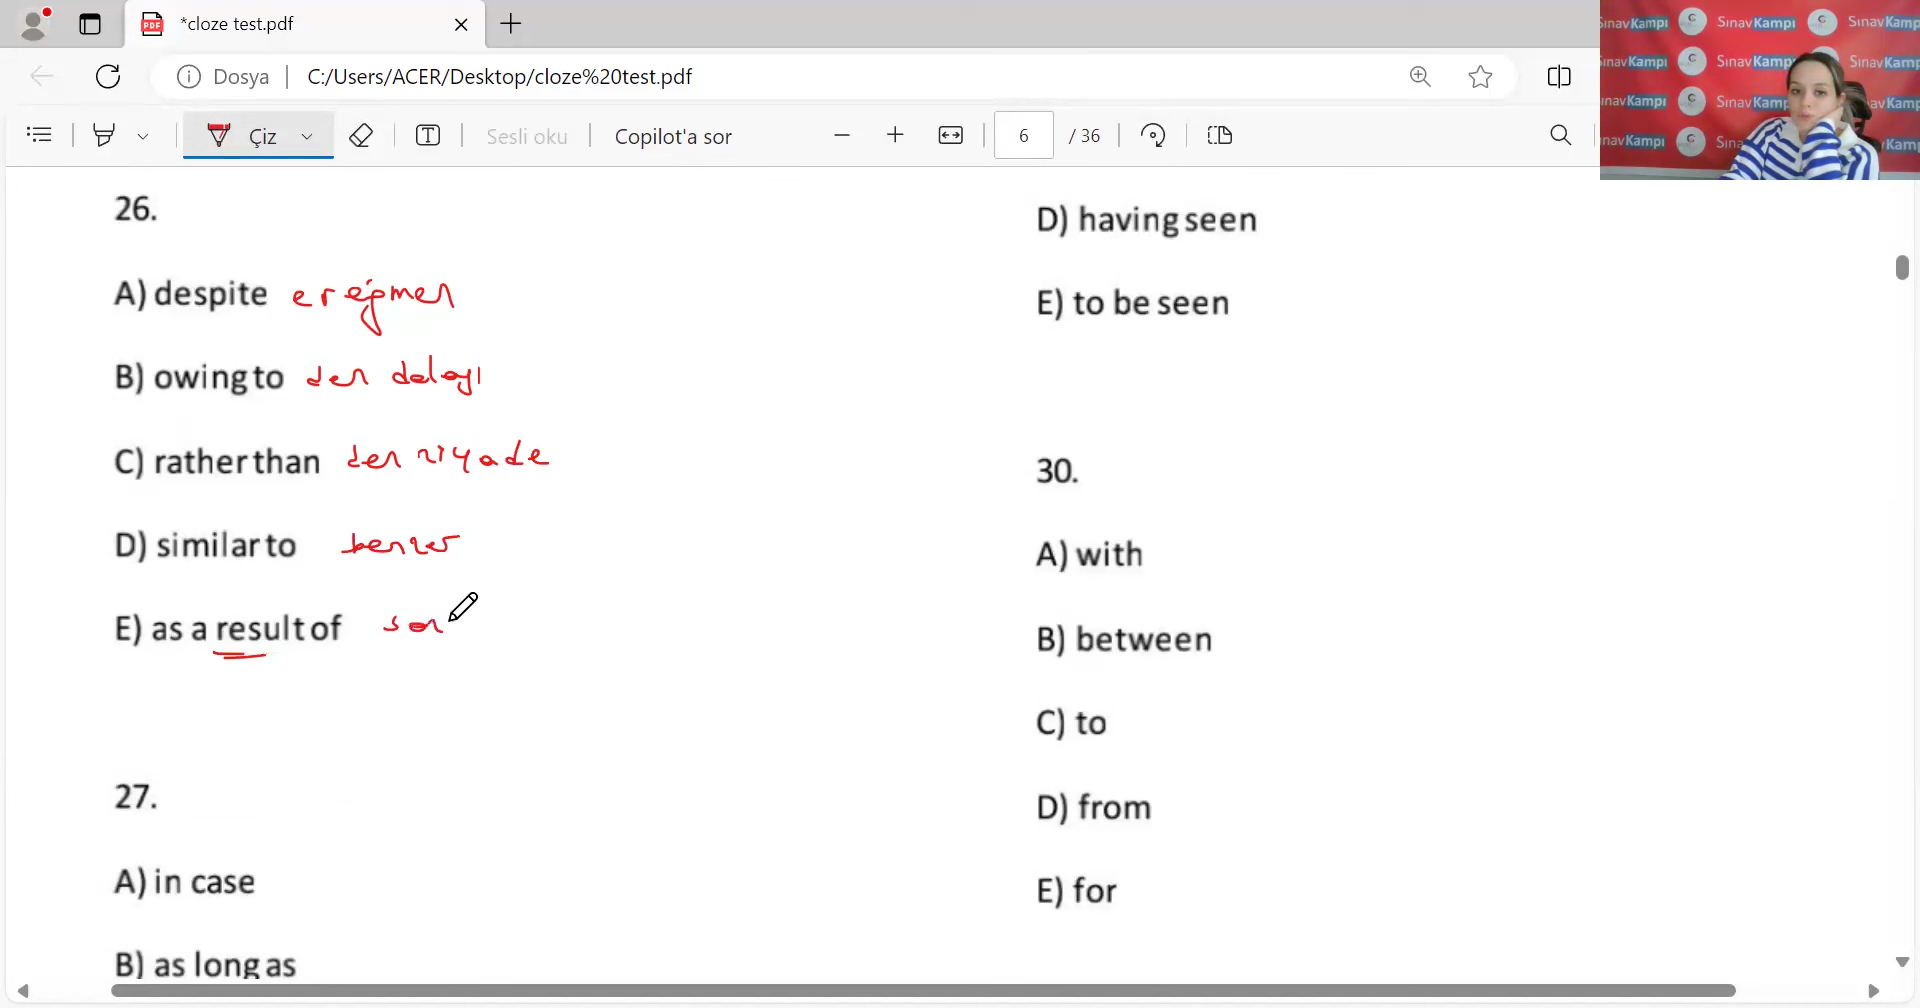 *cloze test.pdf
Dosya C:/Users/ACER/Desktop/cloze%20test.pdf
Çiz Sesli oku Copilot'a sor 6 / 36
SınavKampı SınavKampı
26.
A) despite e rağmen
B) owing to den dolayı
C) rather than den ziyade
D) similar to benzer
E) as a result of son
27.
A) in case
B) as long as
D) having seen
E) to be seen
30.
A) with
B) between
C) to
D) from
E) for